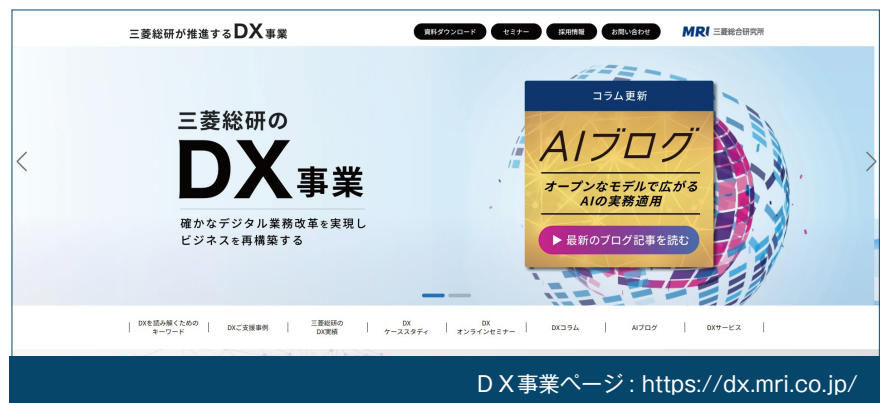 三菱総研が推進するDX事業
資料ダウンロード セミナー 採用情報 お問い合わせ MRI 三菱総合研究所
三菱総研の
DX事業
確かなデジタル業務改革を実現し
ビジネスを再構築する
コラム更新
AIブログ
オープンなモデルで広がる
AIの実務適用
▶ 最新のブログ記事を読む
DXを読み解くための
キーワード
DXご支援事例
三菱総研の
DX実績
DX
ケーススタディ
DX
オンラインセミナー
DXコラム
AIブログ
DXサービス
ＤＸ事業ページ : https://dx.mri.co.jp/